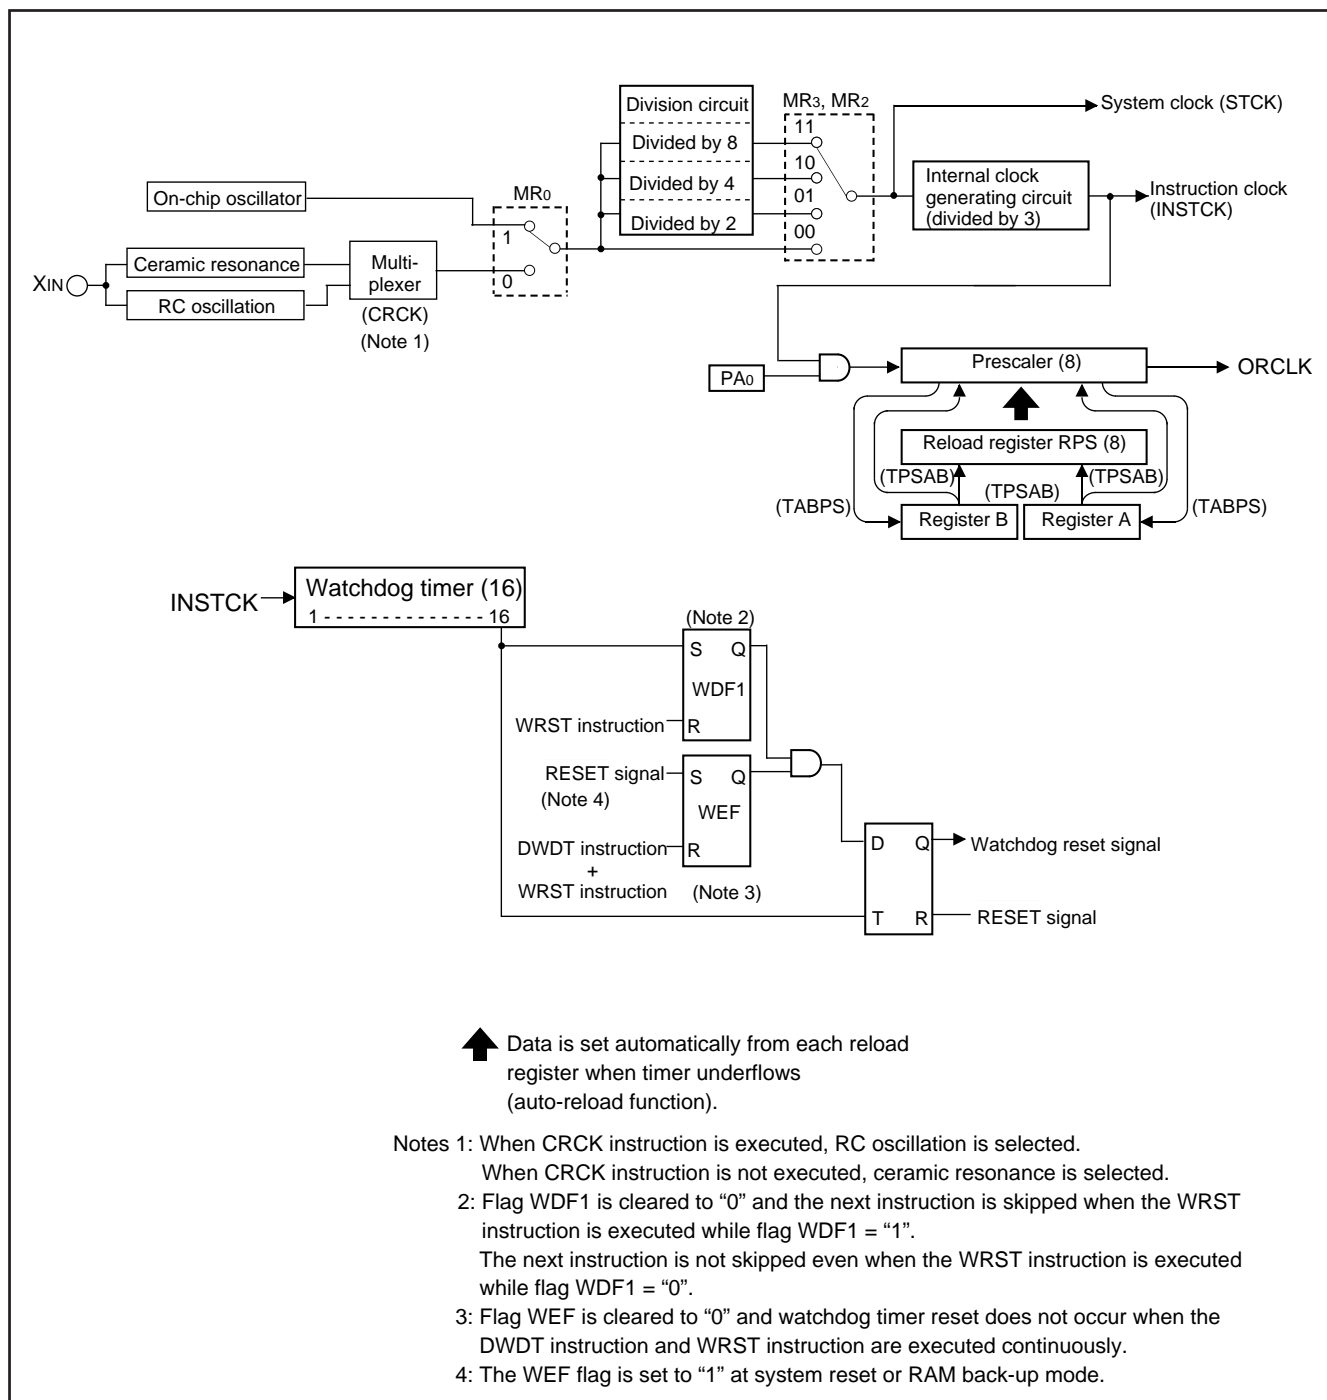 Division circuit
Divided by 8
Divided by 4
Divided by 2
MR3, MR2
11
10
01
00
System clock (STCK)
Internal clock
generating circuit
(divided by 3)
Instruction clock
(INSTCK)
On-chip oscillator
MR0
1
0
XIN
Ceramic resonance
RC oscillation
Multi-
plexer
(CRCK)
(Note 1)
PA0
Prescaler (8)
ORCLK
Reload register RPS (8)
(TPSAB)
(TPSAB)
(TPSAB)
(TABPS)
Register B
Register A
(TABPS)
INSTCK
Watchdog timer (16)
1 - - - - - - - - - - - - - - 16
(Note 2)
S Q
WDF1
R
WRST instruction
RESET signal
(Note 4)
S Q
WEF
R
DWDT instruction
+
WRST instruction
(Note 3)
D Q
T R
Watchdog reset signal
RESET signal
Data is set automatically from each reload
register when timer underflows
(auto-reload function).
Notes 1: When CRCK instruction is executed, RC oscillation is selected.
When CRCK instruction is not executed, ceramic resonance is selected.
2: Flag WDF1 is cleared to “0” and the next instruction is skipped when the WRST
instruction is executed while flag WDF1 = “1”.
The next instruction is not skipped even when the WRST instruction is executed
while flag WDF1 = “0”.
3: Flag WEF is cleared to “0” and watchdog timer reset does not occur when the
DWDT instruction and WRST instruction are executed continuously.
4: The WEF flag is set to “1” at system reset or RAM back-up mode.